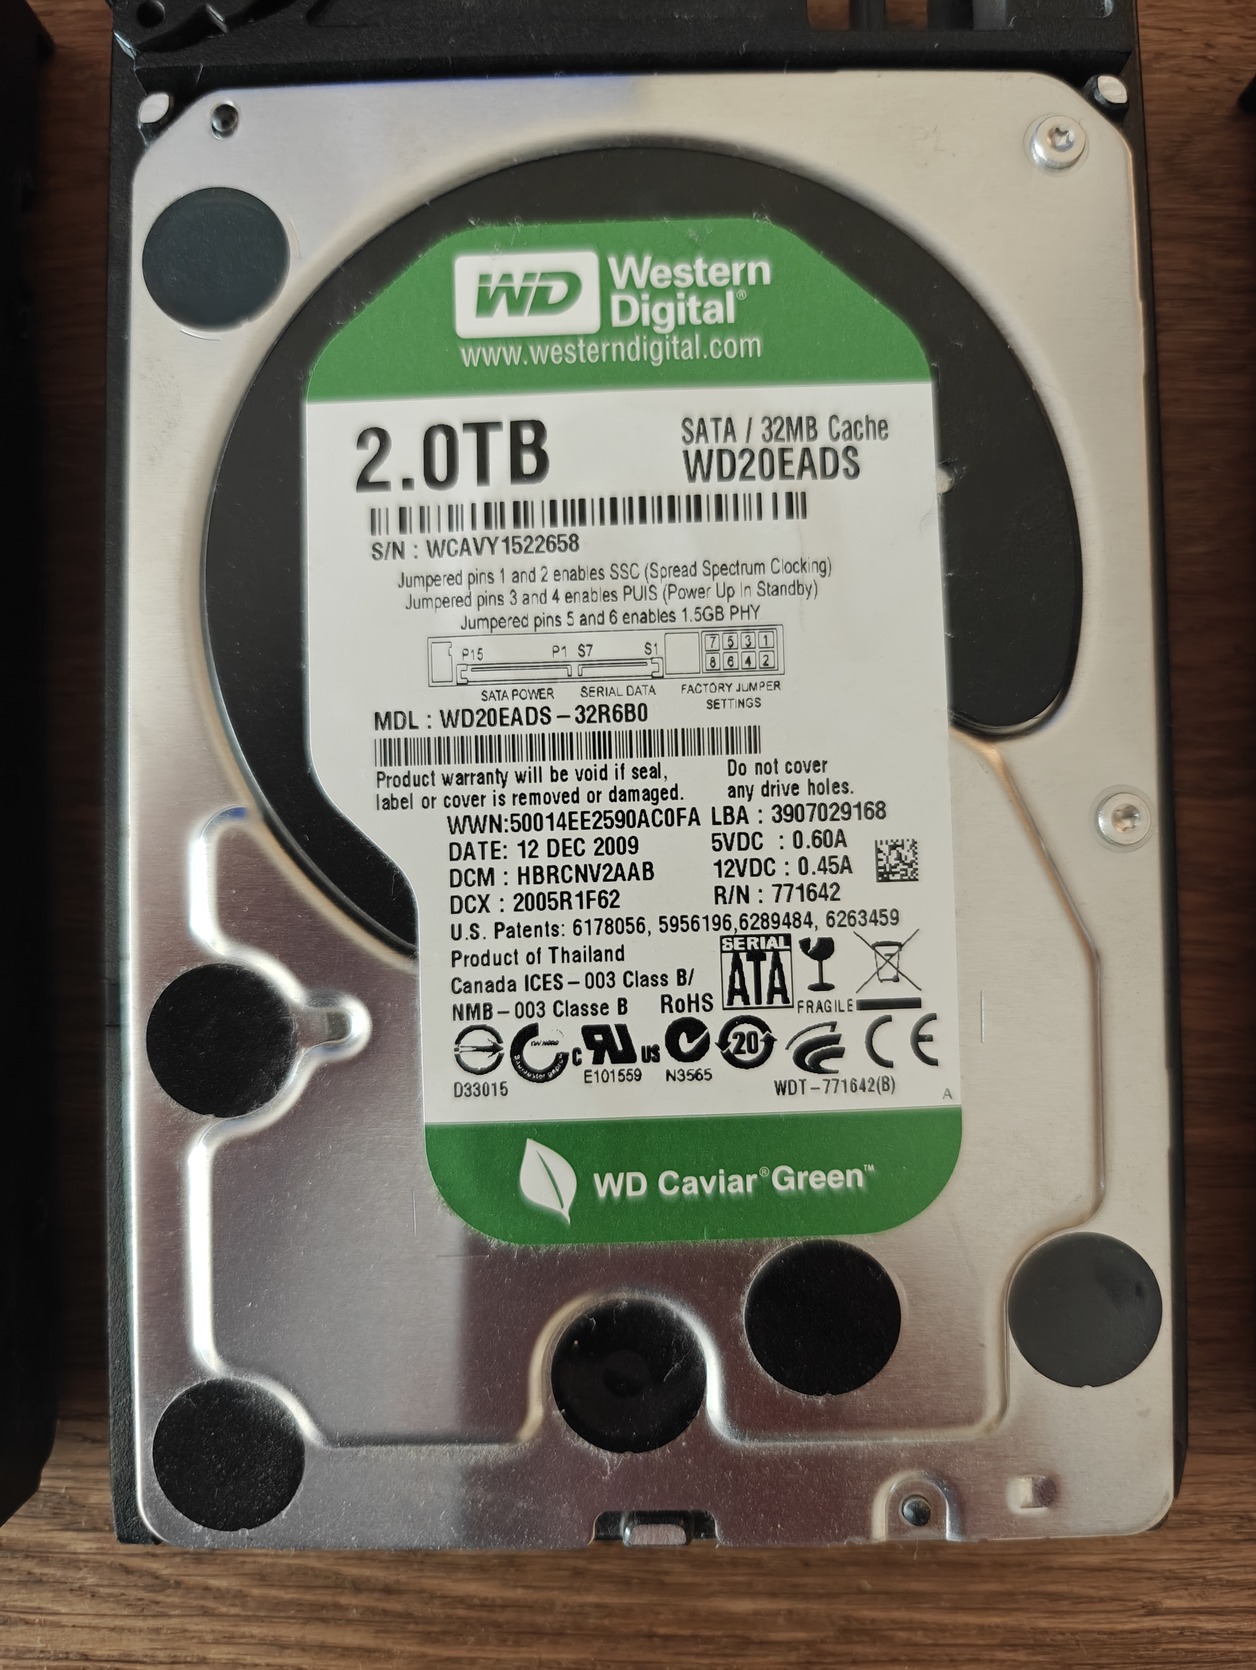 WD Western
Digital®
www.westerndigital.com
2.0TB
SATA / 32MB Cache
WD20EADS
S/N : WCAVY1522658
Jumpered pins 1 and 2 enables SSC (Spread Spectrum Clocking)
Jumpered pins 3 and 4 enables PUIS (Power Up In Standby)
Jumpered pins 5 and 6 enables 1.5GB PHY
P15 P1 S7 S1
7 5 3 1
8 6 4 2
SATA POWER SERIAL DATA FACTORY JUMPER
SETTINGS
MDL : WD20EADS – 32R6B0
Product warranty will be void if seal,
label or cover is removed or damaged.
Do not cover
any drive holes.
WWN:50014EE2590AC0FA LBA : 3907029168
DATE: 12 DEC 2009 5VDC : 0.60A
DCM : HBRCNV2AAB 12VDC : 0.45A
DCX : 2005R1F62 R/N : 771642
U.S. Patents: 6178056, 5956196,6289484, 6263459
Product of Thailand
Canada ICES – 003 Class B/
NMB – 003 Classe B RoHS
SERIAL
ATA
FRAGILE
C US
20
CE
D33015 E101559 N3565 WDT – 771642(B) A
WD Caviar® Green™